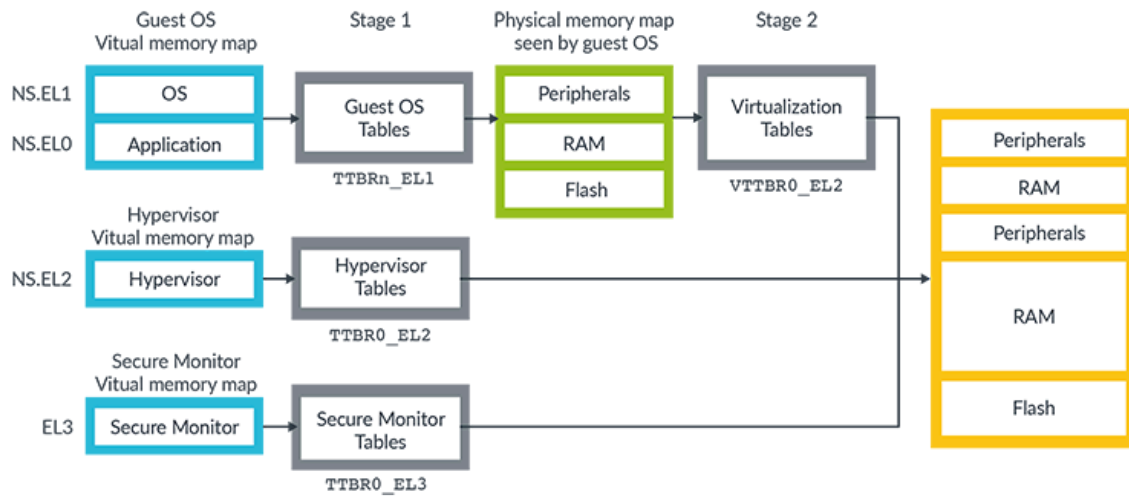 Guest OS
Vitual memory map
Stage 1
Physical memory map
seen by guest OS
Stage 2
NS.EL1
OS
NS.EL0
Application
Guest OS
Tables
TTBRn_EL1
Peripherals
RAM
Flash
Virtualization
Tables
VTTBR0_EL2
Peripherals
RAM
Peripherals
RAM
Flash
Hypervisor
Vitual memory map
NS.EL2
Hypervisor
Hypervisor
Tables
TTBR0_EL2
Secure Monitor
Vitual memory map
EL3
Secure Monitor
Secure Monitor
Tables
TTBR0_EL3